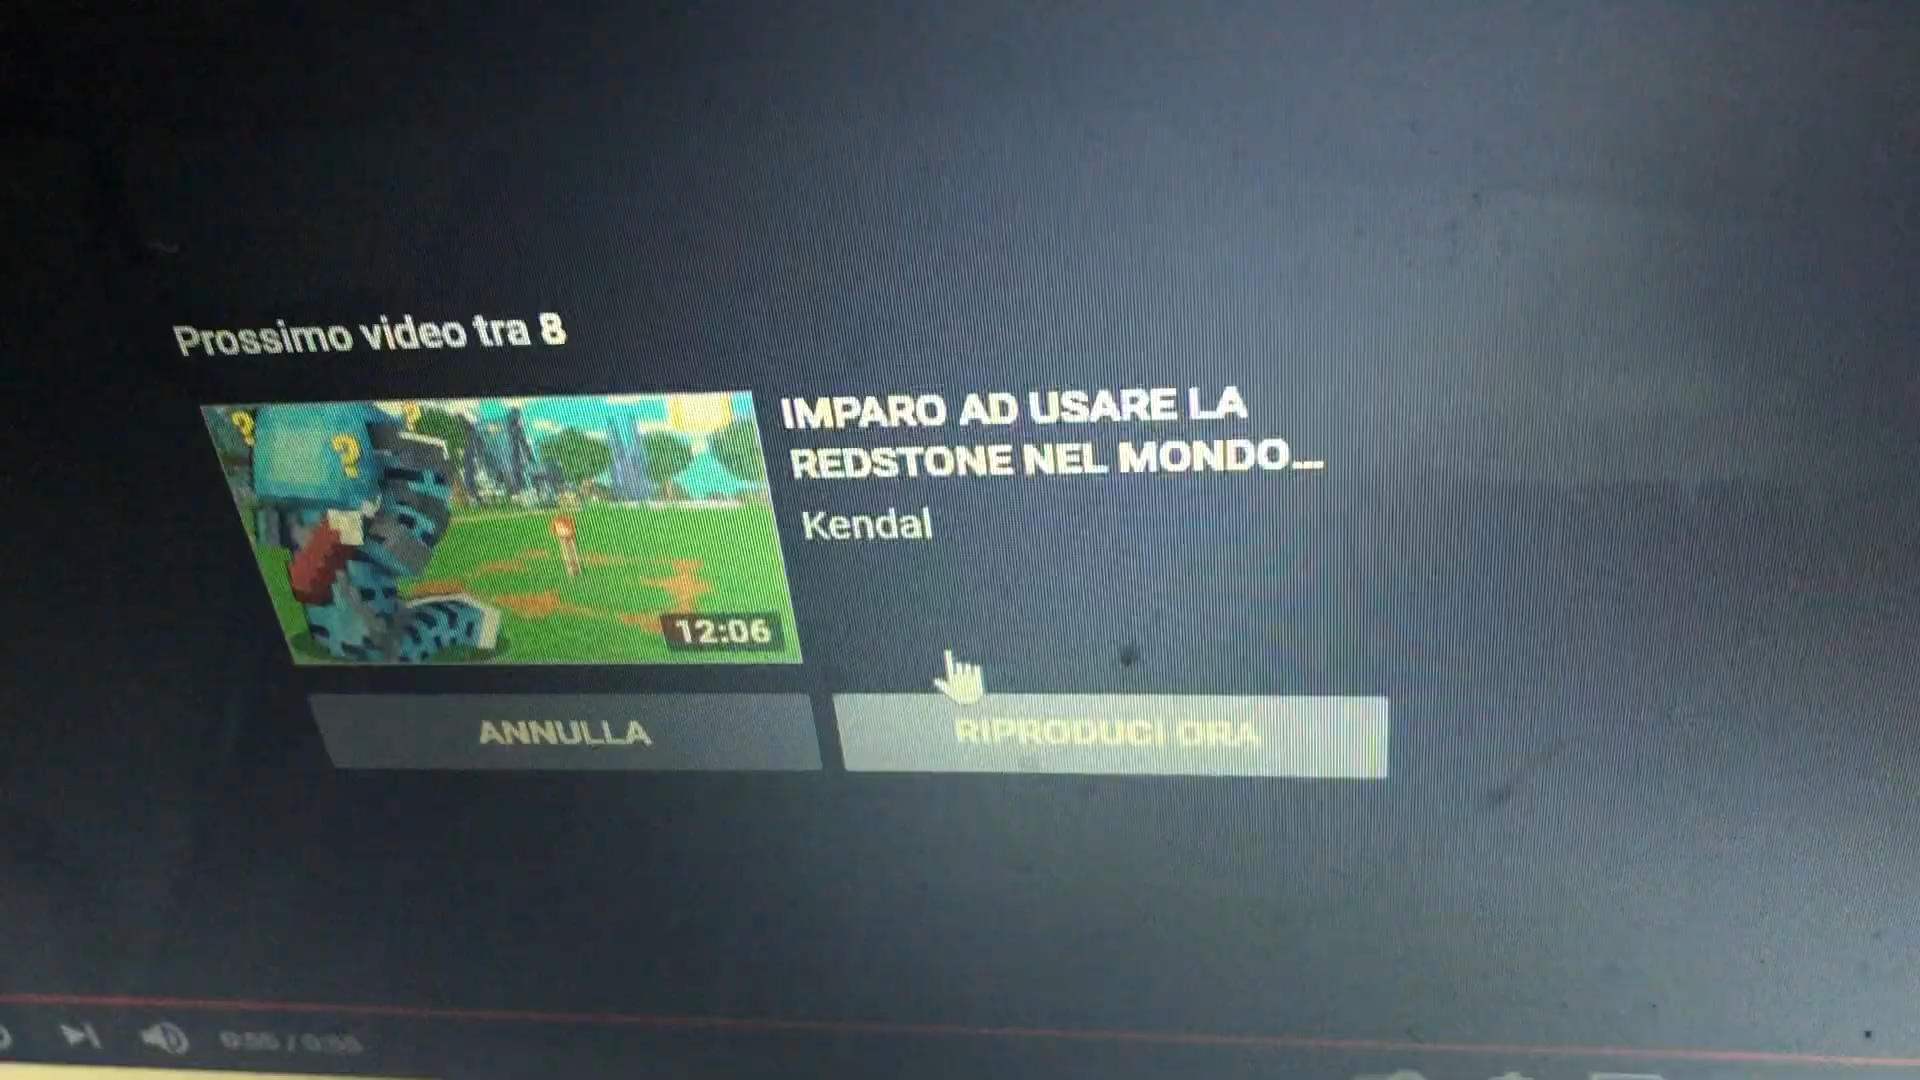 Prossimo video tra 8
IMPARO AD USARE LA
REDSTONE NEL MONDO...
Kendal
? ? ?
12:06
ANNULLA
RIPRODUCI ORA